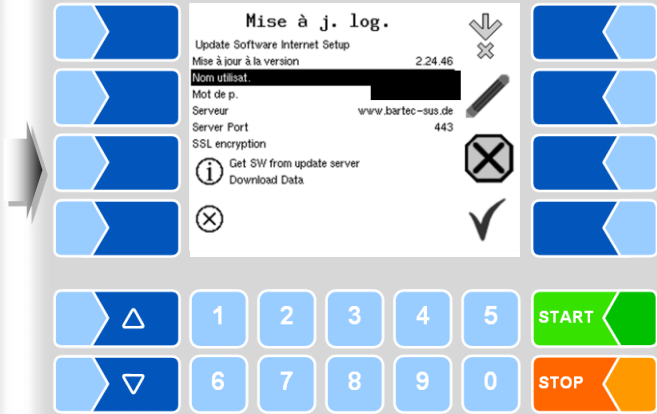 Mise à j. log.
Update Software Internet Setup
Mise à jour à la version 2.24.46
Nom utilisat.
Mot de p.
Serveur www.bartec-sus.de
Server Port 443
SSL encryption
Get SW from update server
Download Data
1 2 3 4 5 START
6 7 8 9 0 STOP